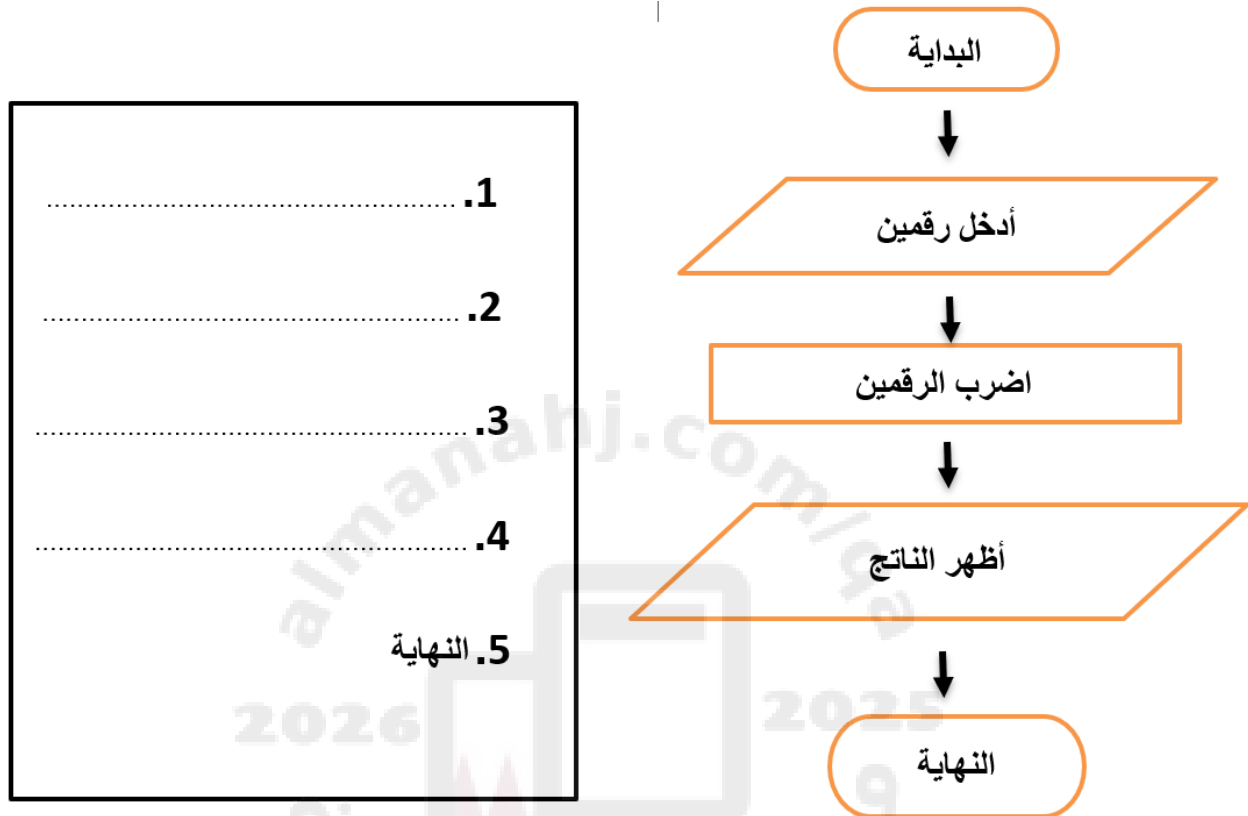 البداية
أدخل رقمين
اضرب الرقمين
أظهر الناتج
النهاية
1. ......................................................
2. ......................................................
3. ........................................................
4. ........................................................
5. النهاية
almanahj.com/qa
2026 2025